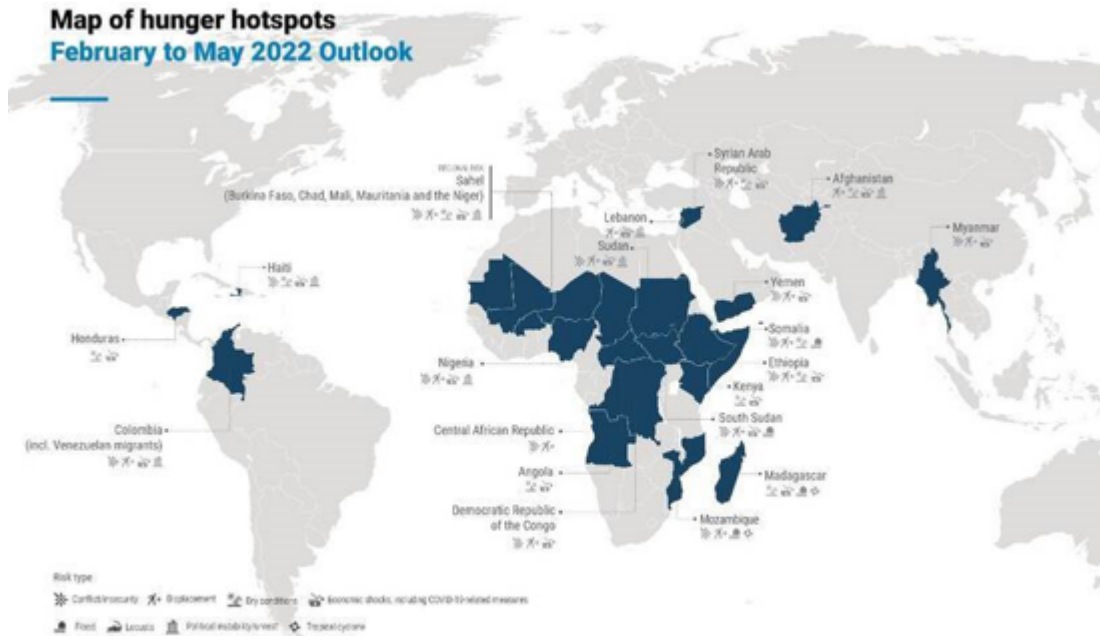 Map of hunger hotspots
February to May 2022 Outlook
REGIONAL RISK
Sahel
(Burkina Faso, Chad, Mali, Mauritania and the Niger)
Syrian Arab
Republic
Afghanistan
Lebanon
Sudan
Myanmar
Haiti
Yemen
Honduras
Somalia
Nigeria
Ethiopia
Kenya
South Sudan
Colombia
(incl. Venezuelan migrants)
Central African Republic
Angola
Madagascar
Democratic Republic
of the Congo
Mozambique
Risk type:
Conflict/insecurity
Displacement
Dry conditions
Economic shocks, including COVID-19-related measures
Flood
Locusts
Political instability/unrest
Tropical cyclone